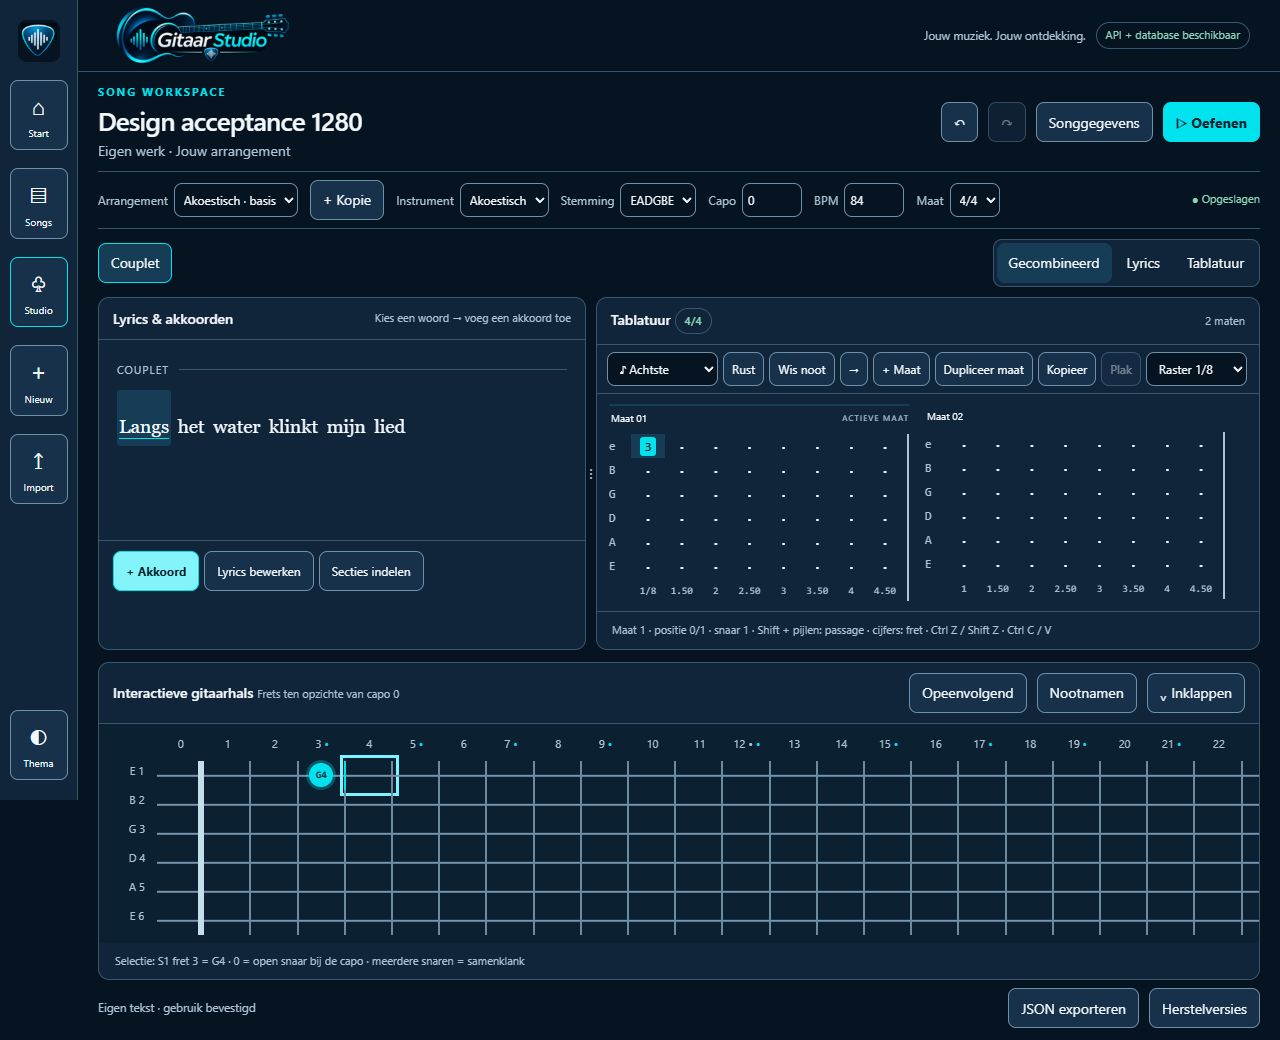 Gitaar Studio
Jouw muziek. Jouw ontdekking.
API + database beschikbaar
Start
Songs
Studio
+
Nieuw
Import
Thema
SONG WORKSPACE
Design acceptance 1280
Eigen werk · Jouw arrangement
↶ ↷ Songgegevens ▷ Oefenen
Arrangement Akoestisch · basis + Kopie Instrument Akoestisch Stemming EADGBE Capo 0 BPM 84 Maat 4/4 ● Opgeslagen
Couplet
Gecombineerd Lyrics Tablatuur
Lyrics & akkoorden Kies een woord → voeg een akkoord toe
COUPLET
Langs het water klinkt mijn lied
+ Akkoord Lyrics bewerken Secties indelen
Tablatuur 4/4 2 maten
♪ Achtste Rust Wis noot → + Maat Dupliceer maat Kopieer Plak Raster 1/8
Maat 01 ACTIEVE MAAT
e 3 - - - - - - -
B - - - - - - - -
G - - - - - - - -
D - - - - - - - -
A - - - - - - - -
E - - - - - - - -
1/8 1.50 2 2.50 3 3.50 4 4.50
Maat 02
e - - - - - - - -
B - - - - - - - -
G - - - - - - - -
D - - - - - - - -
A - - - - - - - -
E - - - - - - - -
1 1.50 2 2.50 3 3.50 4 4.50
Maat 1 · positie 0/1 · snaar 1 · Shift + pijlen: passage · cijfers: fret · Ctrl Z / Shift Z · Ctrl C / V
Interactieve gitaarhals Frets ten opzichte van capo 0
Opeenvolgend Nootnamen ˬ Inklappen
0 1 2 3 • 4 5 • 6 7 • 8 9 • 10 11 12 • • 13 14 15 • 16 17 • 18 19 • 20 21 • 22
E 1 G4
B 2
G 3
D 4
A 5
E 6
Selectie: S1 fret 3 = G4 · 0 = open snaar bij de capo · meerdere snaren = samenklank
Eigen tekst · gebruik bevestigd
JSON exporteren Herstelversies